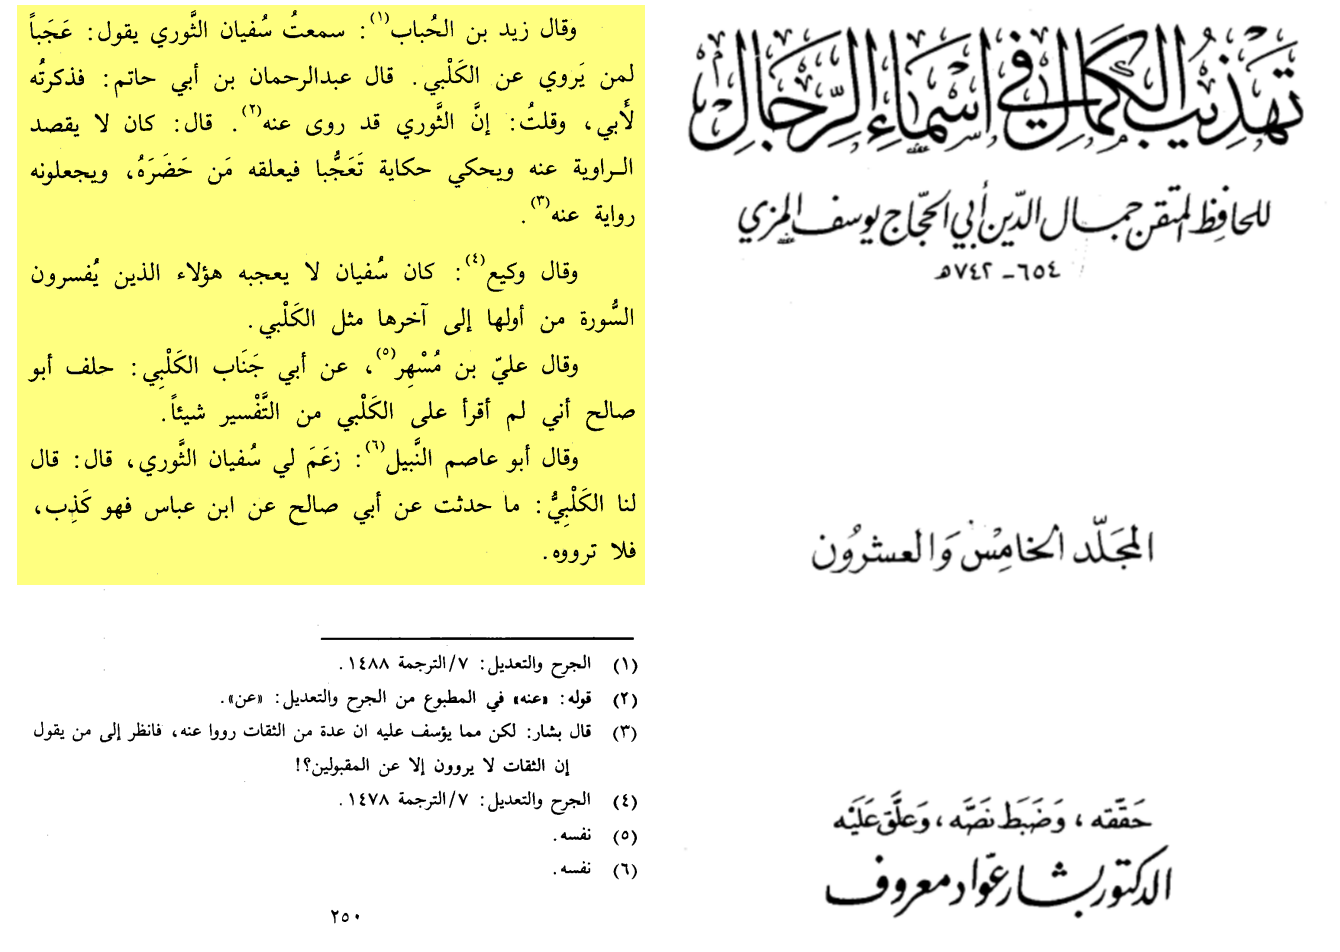 تهذيب الكمال في أسماء الرجال
للحافظ المتقن جمال الدين أبي الحجاج يوسف المزي
٦٥٤ - ٧٤٢ هـ
المجلد الخامس والعشرون
حققه ، وضبط نصه ، وعلق عليه
الدكتور بشار عواد معروف
وقال زيد بن الحُباب(١): سمعتُ سُفيان الثَّوري يقول: عَجَباً
لمن يَروي عن الكَلْبي. قال عبدالرحمان بن أبي حاتم: فذكرتُه
لأَبي، وقلتُ: إنَّ الثَّوري قد روى عنه(٢). قال: كان لا يقصد
الـراوية عنه ويحكي حكاية تَعَجُّبا فيعلقه مَن حَضَرَهُ، ويجعلونه
رواية عنه(٣).
وقال وكيع(٤): كان سُفيان لا يعجبه هؤلاء الذين يُفسرون
السُّورة من أولها إلى آخرها مثل الكَلْبي.
وقال عليّ بن مُسْهِر(٥)، عن أبي جَنَاب الكَلْبِي: حلف أبو
صالح أني لم أقرأ على الكَلْبي من التَّفْسير شيئاً.
وقال أبو عاصم النَّبيل(٦): زعَمَ لي سُفيان الثَّوري، قال: قال
لنا الكَلْبِيُّ: ما حدثت عن أبي صالح عن ابن عباس فهو كَذِب،
فلا ترووه.
(١) الجرح والتعديل: ٧/الترجمة ١٤٨٨.
(٢) قوله: «عنه» في المطبوع من الجرح والتعديل: «عن».
(٣) قال بشار: لكن مما يؤسف عليه ان عدة من الثقات رووا عنه، فانظر إلى من يقول
إن الثقات لا يروون إلا عن المقبولين؟!
(٤) الجرح والتعديل: ٧/الترجمة ١٤٧٨.
(٥) نفسه.
(٦) نفسه.
٢٥٠